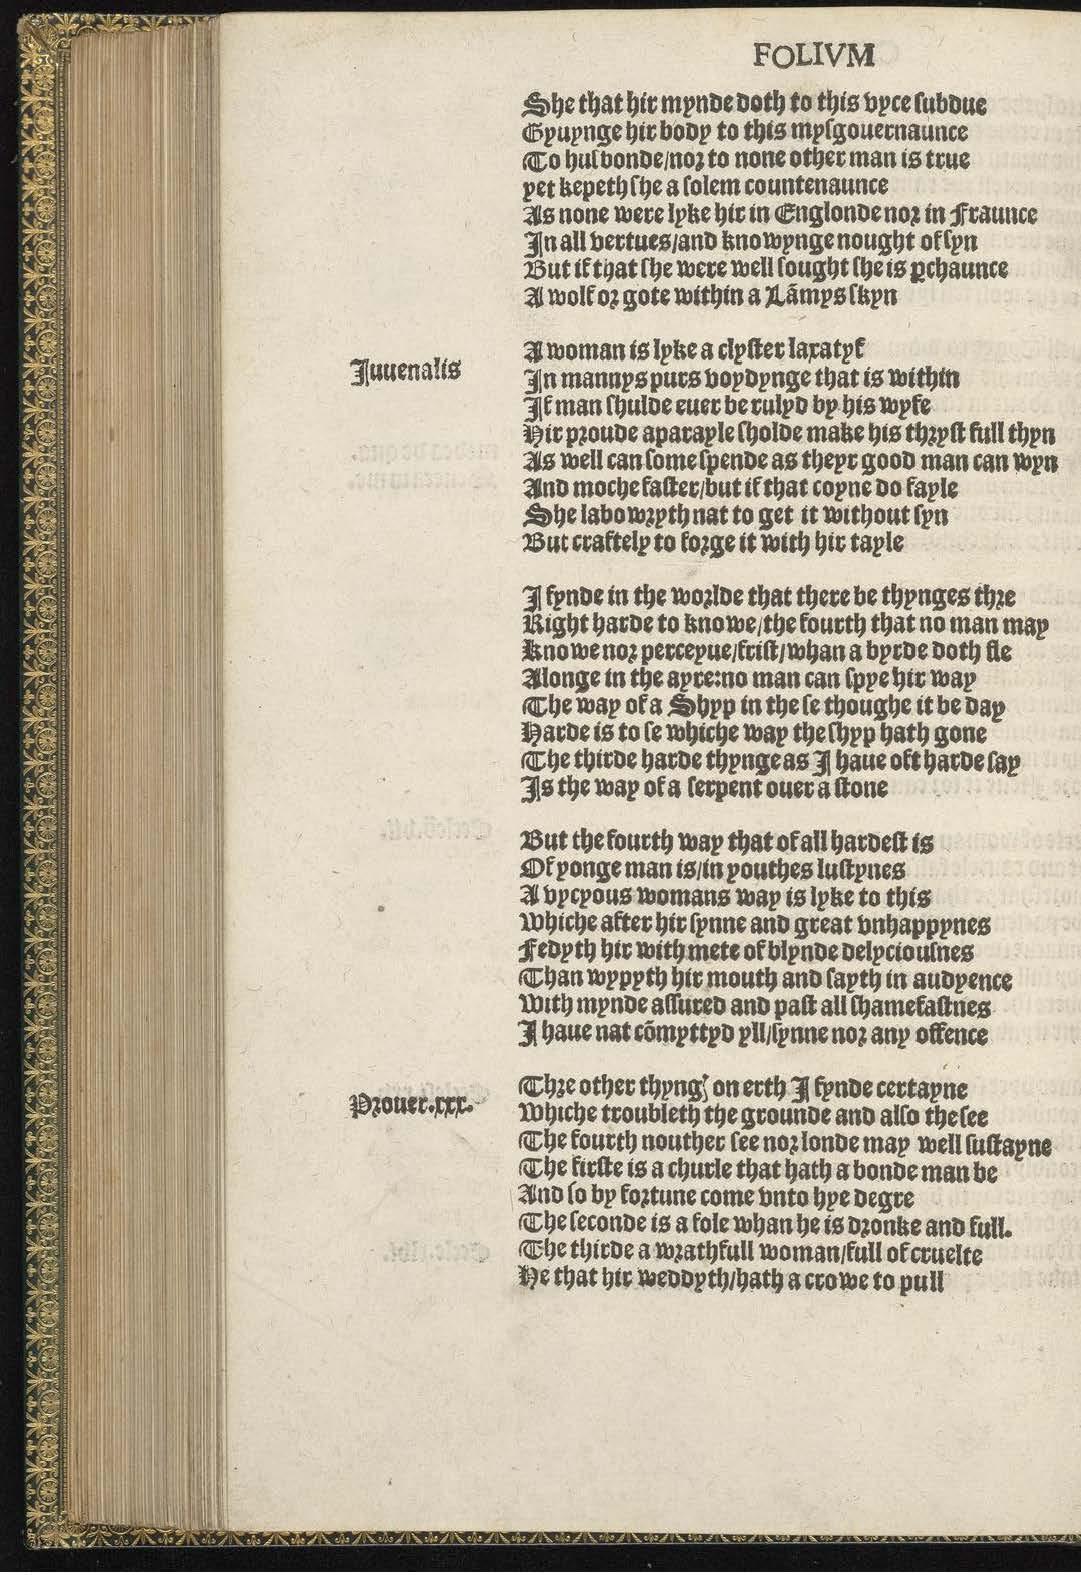 FOLIVM
She that hir mynde doth to this vyce subdue
Gyuynge hir body to this mysgouernaunce
To husbonde/nor to none other man is true
yet kepeth she a solem countenaunce
As none were lyke hir in Englonde nor in Fraunce
In all vertues/and knowynge nought of syn
But if that she were well sought she is ꝑchaunce
A wolf or gote within a Lãmys skyn
A woman is lyke a clyster laxatyf
Juuenalis
In mannys purs voydynge that is within
If man shulde euer be rulyd by his wyfe
Hir proude aparayle sholde make his thryst full thyn
As well can some spende as theyr good man can wyn
And moche faster/but if that coyne do fayle
She labowryth nat to get it without syn
But craftely to forge it with hir tayle
I fynde in the worlde that there be thynges thre
Right harde to knowe/the fourth that no man may
Knowe nor perceyue/frist/whan a byrde doth fle
Alonge in the ayre:no man can spye hir way
The way of a Shyp in the se thoughe it be day
Harde is to se whiche way the shyp hath gone
The thirde harde thynge as I haue oft harde say
Is the way of a serpent ouer a stone
But the fourth way that of all hardest is
Of yonge man is/in youthes lustynes
A vycyous womans way is lyke to this
Whiche after hir synne and great vnhappynes
Fedyth hir with mete of blynde delyciousnes
Than wypyth hir mouth and sayth in audyence
With mynde assured and past all shamefastnes
I haue nat cõmyttyd yll/synne nor any offence
Thre other thyngꝭ on erth I fynde certayne
Prouer.xxx.
Whiche troubleth the grounde and also the see
The fourth nouther see nor londe may well sustayne
The firste is a churle that hath a bonde man be
And so by fortune come vnto hye degre
The seconde is a fole whan he is dronke and full.
The thirde a wrathfull woman/full of cruelte
He that hir weddyth/hath a crowe to pull